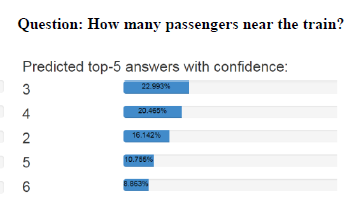 Question: How many passengers near the train?
Predicted top-5 answers with confidence:
3 22.993%
4 20.465%
2 16.142%
5 10.756%
6 8.863%